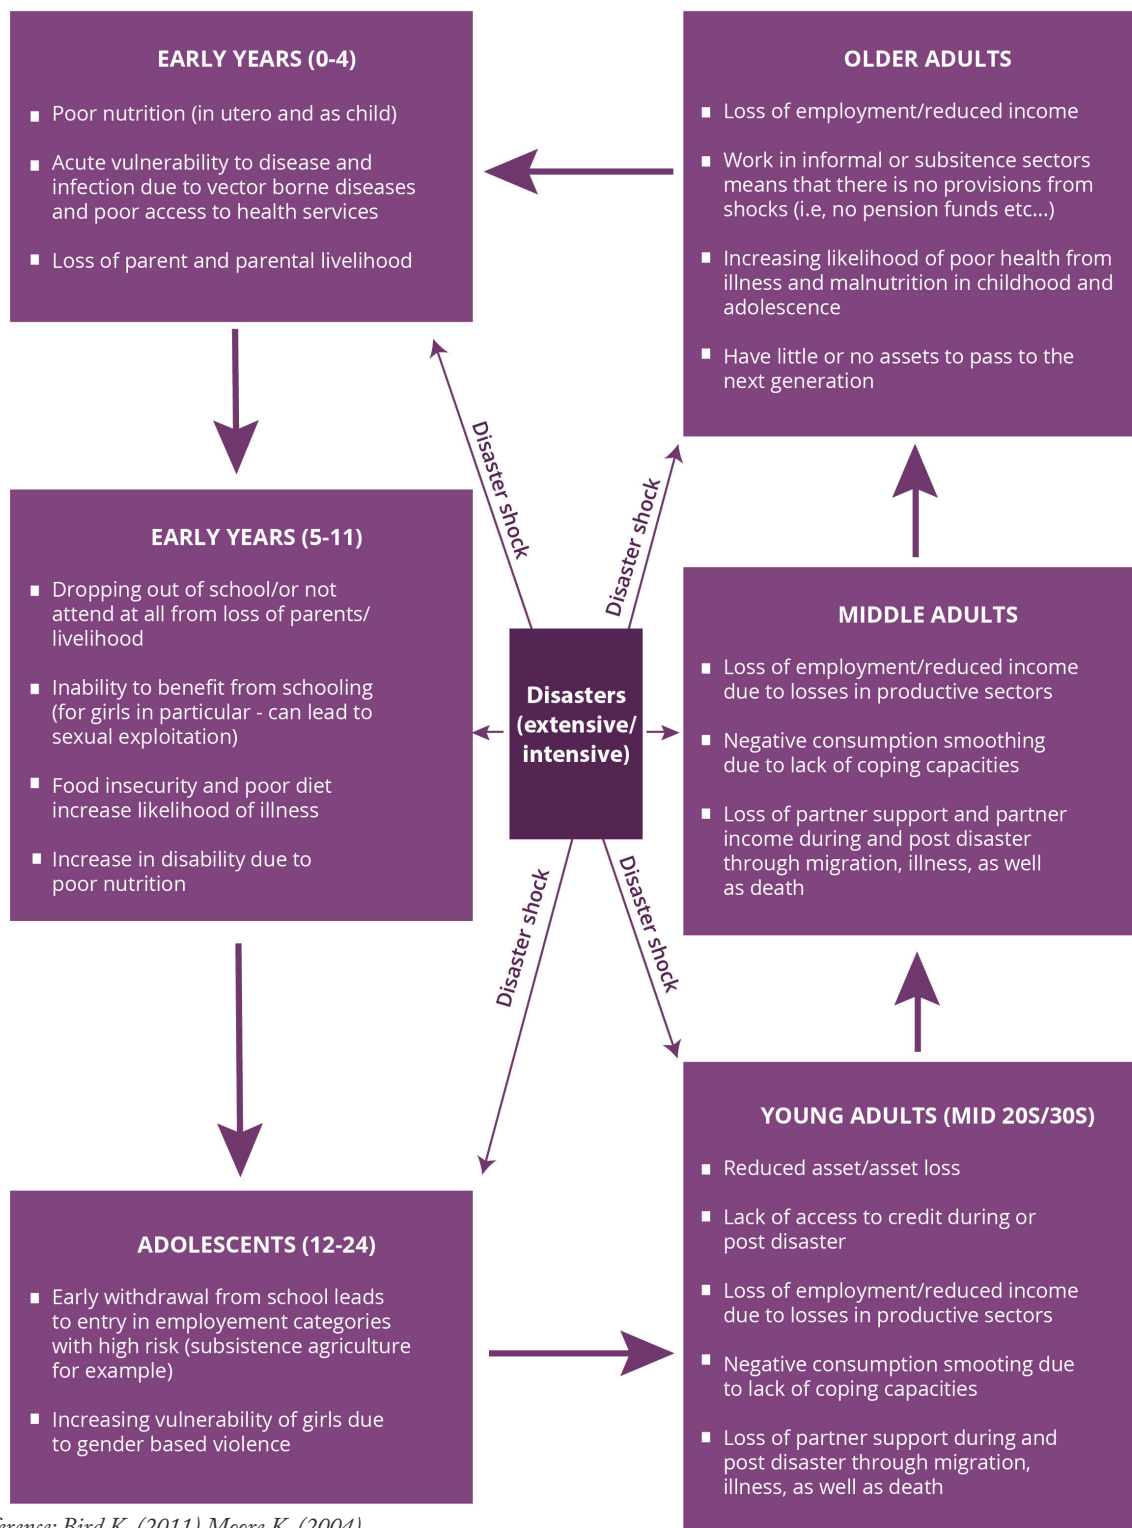 EARLY YEARS (0-4)
Poor nutrition (in utero and as child)
Acute vulnerability to disease and
infection due to vector borne diseases
and poor access to health services
Loss of parent and parental livelihood
OLDER ADULTS
Loss of employment/reduced income
Work in informal or subsitence sectors
means that there is no provisions from
shocks (i.e, no pension funds etc...)
Increasing likelihood of poor health from
illness and malnutrition in childhood and
adolescence
Have little or no assets to pass to the
next generation
Disaster shock
Disaster shock
EARLY YEARS (5-11)
Dropping out of school/or not
attend at all from loss of parents/
livelihood
Inability to benefit from schooling
(for girls in particular - can lead to
sexual exploitation)
Food insecurity and poor diet
increase likelihood of illness
Increase in disability due to
poor nutrition
Disasters
(extensive/
intensive)
MIDDLE ADULTS
Loss of employment/reduced income
due to losses in productive sectors
Negative consumption smoothing
due to lack of coping capacities
Loss of partner support and partner
income during and post disaster
through migration, illness, as well
as death
Disaster shock
Disaster shock
ADOLESCENTS (12-24)
Early withdrawal from school leads
to entry in employement categories
with high risk (subsistence agriculture
for example)
Increasing vulnerability of girls due
to gender based violence
YOUNG ADULTS (MID 20S/30S)
Reduced asset/asset loss
Lack of access to credit during or
post disaster
Loss of employment/reduced income
due to losses in productive sectors
Negative consumption smooting due
to lack of coping capacities
Loss of partner support during and
post disaster through migration,
illness, as well as death
Bird K. (2011) Moore K. (2004)